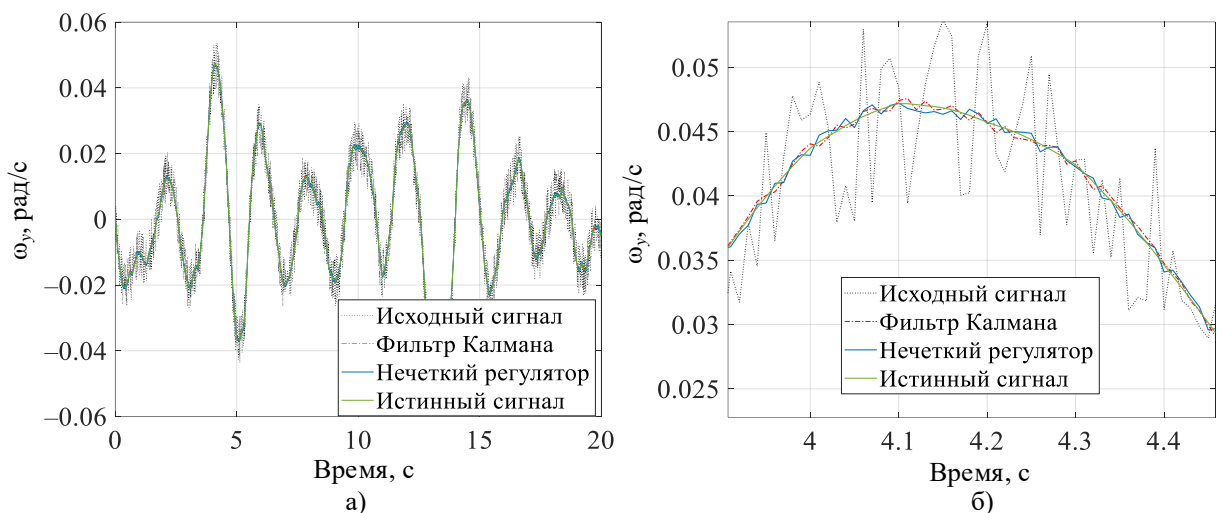 0.06
0.04
0.02
0
–0.02
–0.04
–0.06
ω_y, рад/с
0
5
10
15
20
Время, с
Исходный сигнал
Фильтр Калмана
Нечеткий регулятор
Истинный сигнал
а)
0.05
0.045
0.04
0.035
0.03
0.025
ω_y, рад/с
4
4.1
4.2
4.3
4.4
Время, с
Исходный сигнал
Фильтр Калмана
Нечеткий регулятор
Истинный сигнал
б)